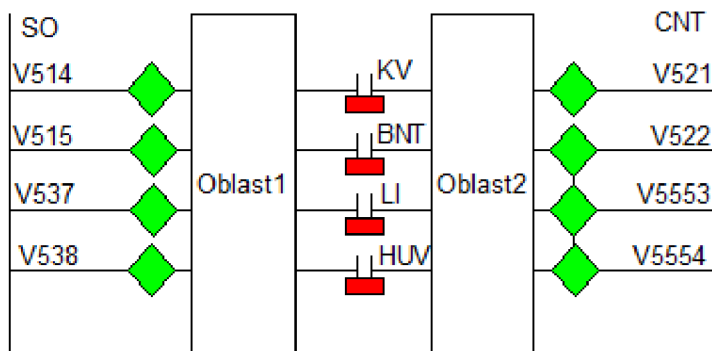 SO CNT
V514 KV V521
V515 BNT V522
Oblast1 Oblast2
V537 LI V5553
V538 HUV V5554